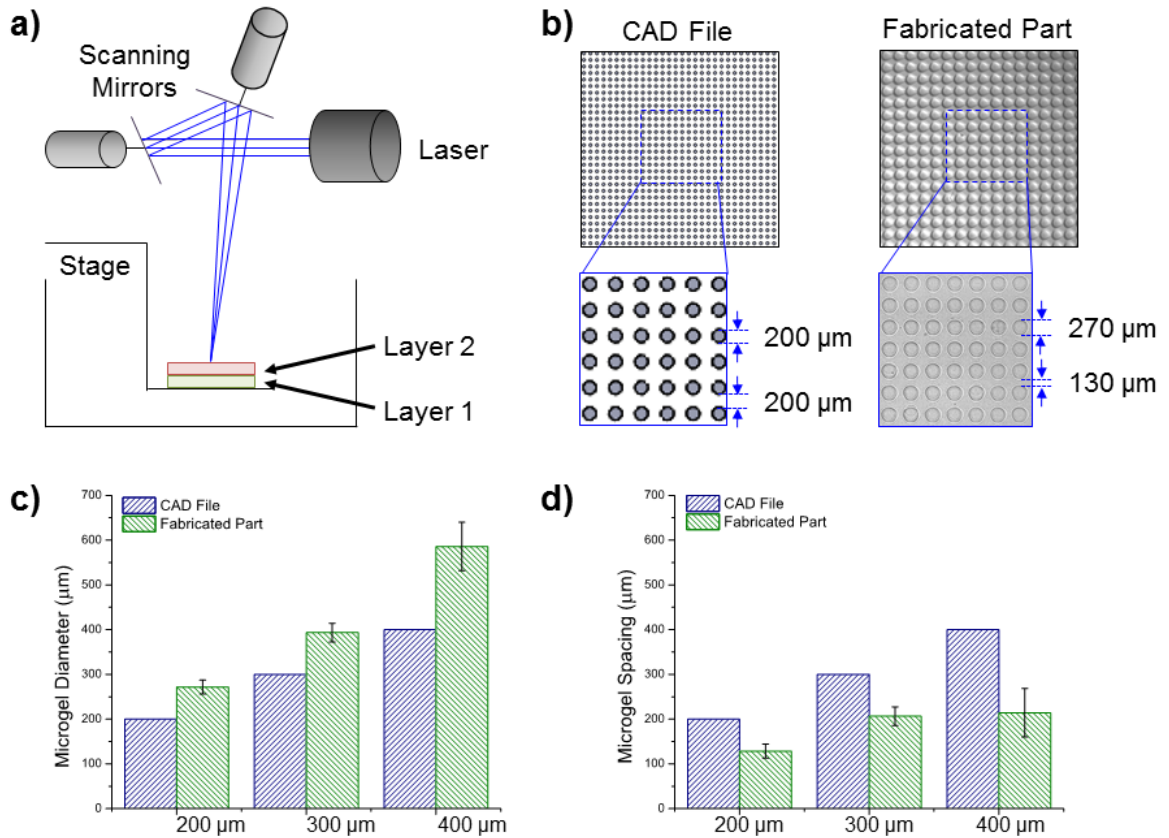 a)
Scanning
Mirrors
Laser
Stage
Layer 2
Layer 1
b)
CAD File
Fabricated Part
200 µm
200 µm
270 µm
130 µm
c)
CAD File
Fabricated Part
Microgel Diameter (µm)
700
600
500
400
300
200
100
0
200 µm
300 µm
400 µm
d)
CAD File
Fabricated Part
Microgel Spacing (µm)
700
600
500
400
300
200
100
0
200 µm
300 µm
400 µm